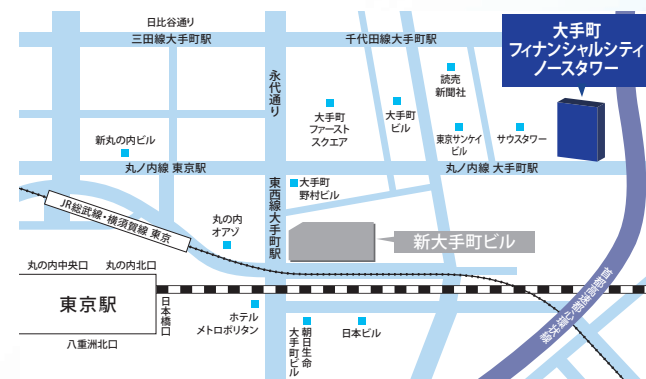 日比谷通り
三田線大手町駅
千代田線大手町駅
大手町
フィナンシャルシティ
ノースタワー
永代通り
読売
新聞社
大手町
ファースト
スクエア
大手町
ビル
東京サンケイ
ビル
サウスタワー
新丸の内ビル
丸ノ内線 東京駅
丸ノ内線 大手町駅
東西線大手町駅
大手町
野村ビル
JR総武線・横須賀線 東京
丸の内
オアゾ
新大手町ビル
丸の内中央口
丸の内北口
東京駅
日本橋口
八重洲北口
ホテル
メトロポリタン
朝日生命
大手町ビル
日本ビル
首都高速都心環状線